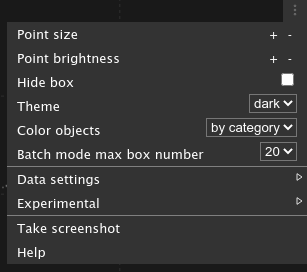 Point size + -
Point brightness + -
Hide box
Theme dark
Color objects by category
Batch mode max box number 20
Data settings
Experimental
Take screenshot
Help